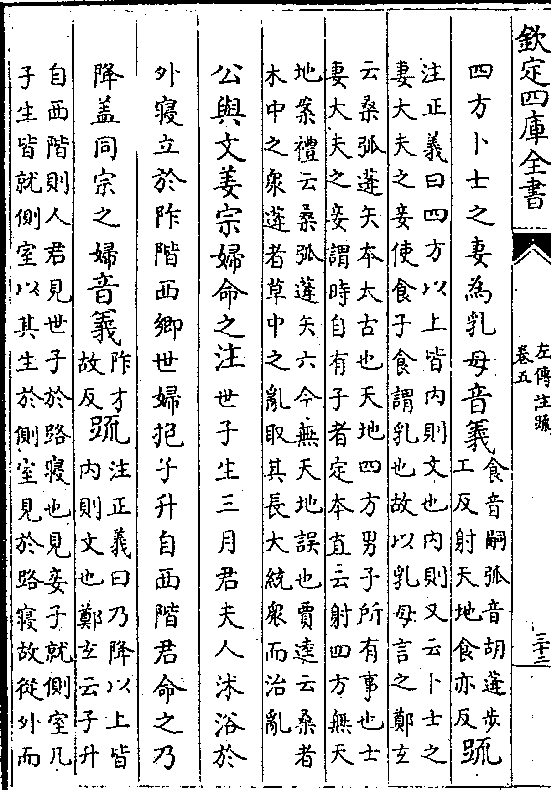 欽定四庫全書
左傳注疏
卷五
三十二
四方卜士之妻為乳母音義食音嗣弧音胡蓬步
工反射天地食亦反疏
注正義曰四方以上皆内則文也内則又云卜士之
妻大夫之妾使食子食謂乳也故以乳母言之鄭玄
云桑弧蓬矢本太古也天地四方男子所有事也士
妻大夫之妾謂時自有子者定本直云射四方無天
地案禮云桑弧蓬矢六今無天地誤也賈逵云桑者
木中之衆蓬者草中之亂取其長大統衆而治亂
公與文姜宗婦命之注世子生三月君夫人沐浴於
外寝立於阼階西鄉世婦抱子升自西階君命之乃
降盖同宗之婦音義阼才
故反疏注正義曰乃降以上皆
内則文也鄭玄云子升
自西階則人君見世子於路寝也見妾子就側室凡
子生皆就側室以其生於側室見於路寝故從外而